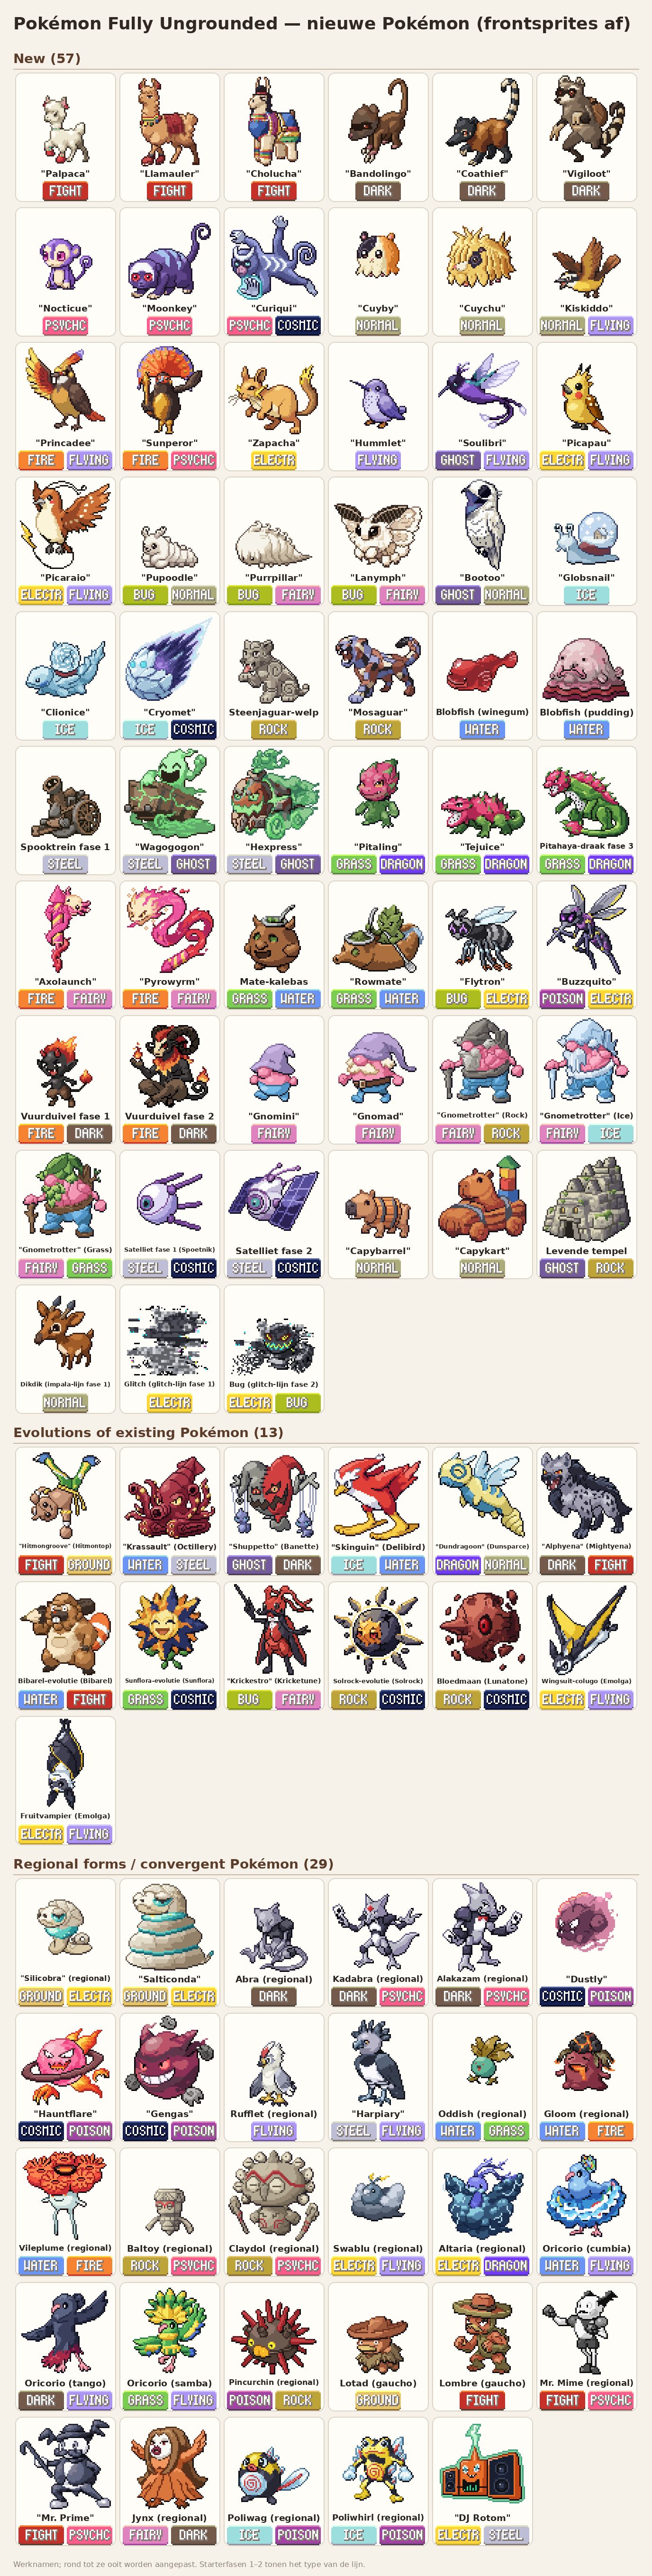 Pokémon Fully Ungrounded — nieuwe Pokémon (frontsprites af)
New (57)
"Palpaca" "Llamauler" "Cholucha" "Bandolingo" "Coathief" "Vigiloot"
FIGHT FIGHT FIGHT DARK DARK DARK
"Nocticue" "Moonkey" "Curiqui" "Cuyby" "Cuychu" "Kiskiddo"
PSYCHC PSYCHC PSYCHC COSMIC NORMAL NORMAL NORMAL FLYING
"Princadee" "Sunperor" "Zapacha" "Hummlet" "Soulibri" "Picapau"
FIRE FLYING FIRE PSYCHC ELECTR FLYING GHOST FLYING ELECTR FLYING
"Picaraio" "Pupoodle" "Purrpillar" "Lanymph" "Bootoo" "Globsnail"
ELECTR FLYING BUG NORMAL BUG FAIRY BUG FAIRY GHOST NORMAL ICE
"Clionice" "Cryomet" Steenjaguar-welp "Mosaguar" Blobfish (winegum) Blobfish (pudding)
ICE ICE COSMIC ROCK ROCK WATER WATER
Spooktrein fase 1 "Wagogogon" "Hexpress" "Pitaling" "Tejuice" Pitahaya-draak fase 3
STEEL STEEL GHOST STEEL GHOST GRASS DRAGON GRASS DRAGON GRASS DRAGON
"Axolaunch" "Pyrowyrm" Mate-kalebas "Rowmate" "Flytron" "Buzzquito"
FIRE FAIRY FIRE FAIRY GRASS WATER GRASS WATER BUG ELECTR POISON ELECTR
Vuurduivel fase 1 Vuurduivel fase 2 "Gnomini" "Gnomad" "Gnometrotter" (Rock) "Gnometrotter" (Ice)
FIRE DARK FIRE DARK FAIRY FAIRY FAIRY ROCK FAIRY ICE
"Gnometrotter" (Grass) Satelliet fase 1 (Spoetnik) Satelliet fase 2 "Capybarrel" "Capykart" Levende tempel
FAIRY GRASS STEEL COSMIC STEEL COSMIC NORMAL NORMAL GHOST ROCK
Dikdik (impala-lijn fase 1) Glitch (glitch-lijn fase 1) Bug (glitch-lijn fase 2)
NORMAL ELECTR ELECTR BUG
Evolutions of existing Pokémon (13)
"Hitmongroove" (Hitmontop) "Krassault" (Octillery) "Shuppetto" (Banette) "Skinguin" (Delibird) "Dundragoon" (Dunsparce) "Alphyena" (Mightyena)
FIGHT GROUND WATER STEEL GHOST DARK ICE WATER DRAGON NORMAL DARK FIGHT
Bibarel-evolutie (Bibarel) Sunflora-evolutie (Sunflora) "Krickestro" (Kricketune) Solrock-evolutie (Solrock) Bloedmaan (Lunatone) Wingsuit-colugo (Emolga)
WATER FIGHT GRASS COSMIC BUG FAIRY ROCK COSMIC ROCK COSMIC ELECTR FLYING
Fruitvampier (Emolga)
ELECTR FLYING
Regional forms / convergent Pokémon (29)
"Silicobra" (regional) "Salticonda" Abra (regional) Kadabra (regional) Alakazam (regional) "Dustly"
GROUND ELECTR GROUND ELECTR DARK DARK PSYCHC DARK PSYCHC COSMIC POISON
"Hauntflare" "Gengas" Rufflet (regional) "Harpiary" Oddish (regional) Gloom (regional)
COSMIC POISON COSMIC POISON FLYING STEEL FLYING WATER GRASS WATER FIRE
Vileplume (regional) Baltoy (regional) Claydol (regional) Swablu (regional) Altaria (regional) Oricorio (cumbia)
WATER FIRE ROCK PSYCHC ROCK PSYCHC ELECTR FLYING ELECTR DRAGON WATER FLYING
Oricorio (tango) Oricorio (samba) Pincurchin (regional) Lotad (gaucho) Lombre (gaucho) Mr. Mime (regional)
DARK FLYING GRASS FLYING POISON ROCK GROUND FIGHT FIGHT PSYCHC
"Mr. Prime" Jynx (regional) Poliwag (regional) Poliwhirl (regional) "DJ Rotom"
FIGHT PSYCHC FAIRY DARK ICE POISON ICE POISON ELECTR STEEL
Werknamen; rond tot ze ooit worden aangepast. Starterfasen 1–2 tonen het type van de lijn.